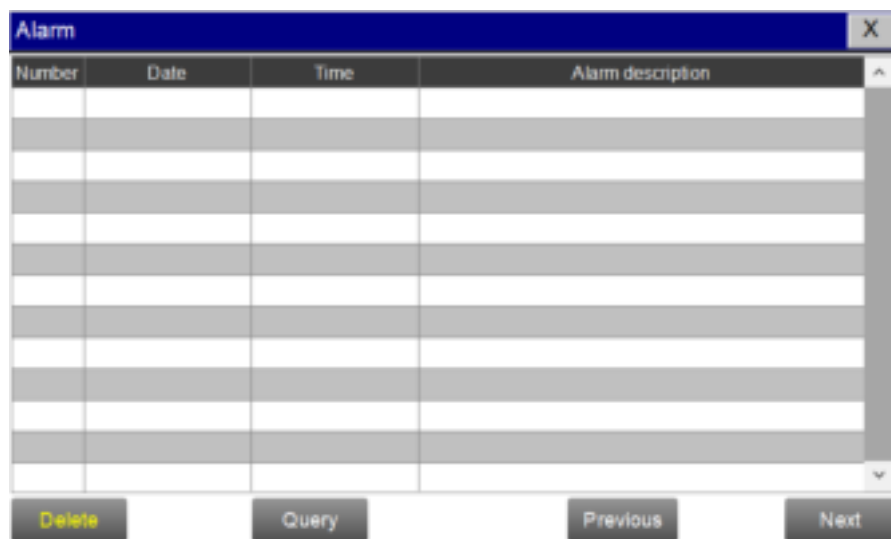 Alarm X
Number Date Time Alarm description
Delete Query Previous Next